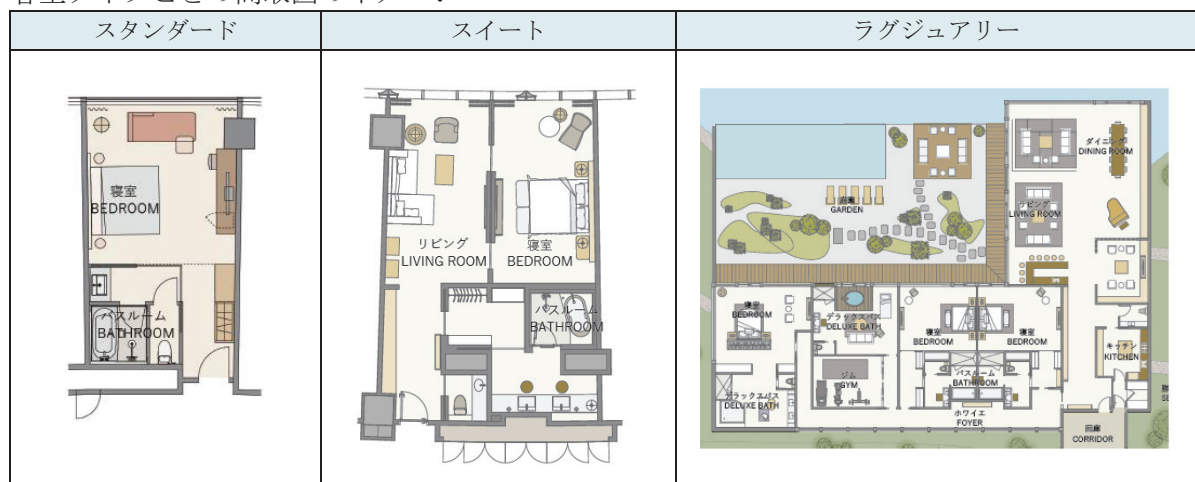 スタンダード
スイート
ラグジュアリー
寝室
BEDROOM
バスルーム
BATHROOM
リビング
LIVING ROOM
寝室
BEDROOM
バスルーム
BATHROOM
ダイニング
DINING ROOM
リビング
LIVING ROOM
庭園
GARDEN
寝室
BEDROOM
デラックスバス
DELUXE BATH
寝室
BEDROOM
寝室
BEDROOM
キッチン
KITCHEN
ジム
GYM
バスルーム
BATHROOM
デラックスバス
DELUXE BATH
ホワイエ
FOYER
回廊
CORRIDOR